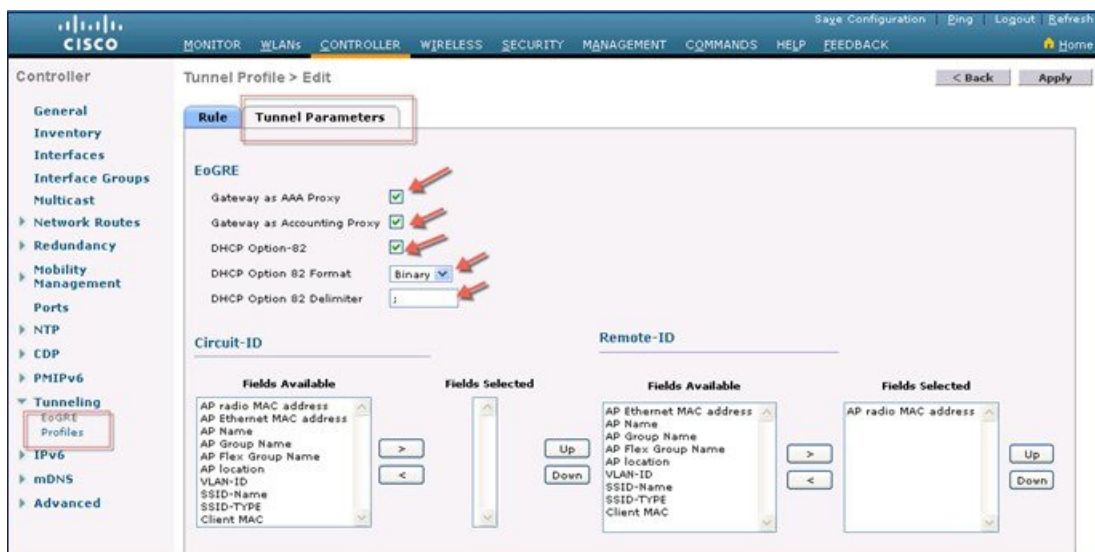 Save Configuration | Ping | Logout | Refresh
CISCO
MONITOR WLANs CONTROLLER WIRELESS SECURITY MANAGEMENT COMMANDS HELP FEEDBACK Home
Controller
General
Inventory
Interfaces
Interface Groups
Multicast
Network Routes
Redundancy
Mobility
Management
Ports
NTP
CDP
PMIPv6
Tunneling
EoGRE
Profiles
IPv6
mDNS
Advanced
Tunnel Profile > Edit
< Back Apply
Rule Tunnel Parameters
EoGRE
Gateway as AAA Proxy
Gateway as Accounting Proxy
DHCP Option-82
DHCP Option 82 Format Binary
DHCP Option 82 Delimiter ;
Circuit-ID
Fields Available
AP radio MAC address
AP Ethernet MAC address
AP Name
AP Group Name
AP Flex Group Name
AP location
VLAN-ID
SSID-Name
SSID-TYPE
Client MAC
>
<
Fields Selected
Up
Down
Remote-ID
Fields Available
AP Ethernet MAC address
AP Name
AP Group Name
AP Flex Group Name
AP location
VLAN-ID
SSID-Name
SSID-TYPE
Client MAC
>
<
Fields Selected
AP radio MAC address
Up
Down